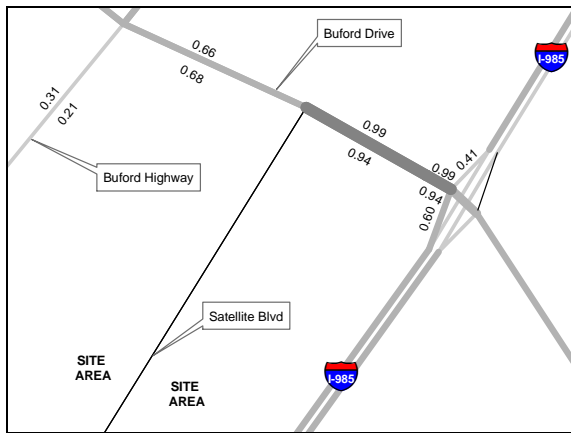 Buford Drive
I-985
0.66
0.68
0.31
0.21
0.99
0.94
0.99
0.41
0.94
0.60
Buford Highway
Satellite Blvd
SITE
AREA
SITE
AREA
I-985